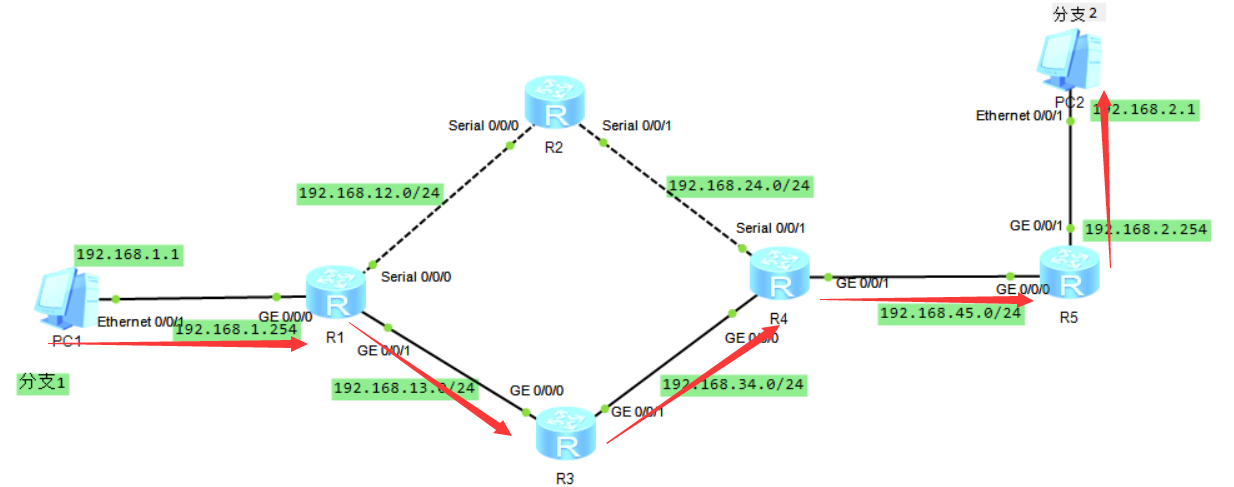 分支2
PC2
192.168.2.1
Ethernet 0/0/1
R
R2
Serial 0/0/0
Serial 0/0/1
192.168.12.0/24
192.168.24.0/24
Serial 0/0/1
GE 0/0/1
192.168.2.254
192.168.1.1
Serial 0/0/0
R
R1
R
R4
R
R5
GE 0/0/1
GE 0/0/0
192.168.45.0/24
Ethernet 0/0/1
GE 0/0/0
192.168.1.254
PC1
分支1
GE 0/0/1
GE 0/0/0
192.168.13.0/24
192.168.34.0/24
GE 0/0/0
GE 0/0/1
R
R3